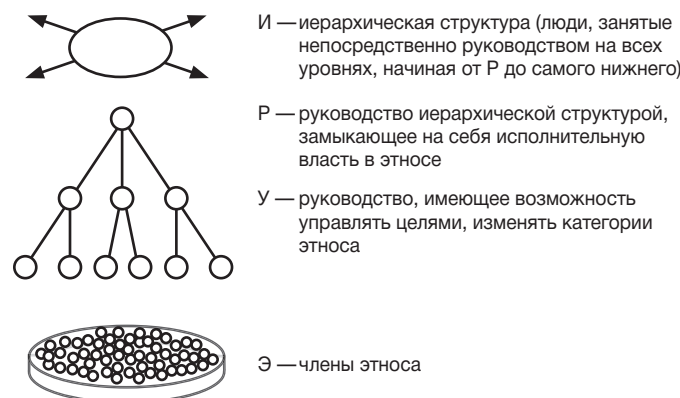 И — иерархическая структура (люди, занятые
непосредственно руководством на всех
уровнях, начиная от Р до самого нижнего)
Р — руководство иерархической структурой,
замыкающее на себя исполнительную
власть в этносе
У — руководство, имеющее возможность
управлять целями, изменять категории
этноса
Э — члены этноса